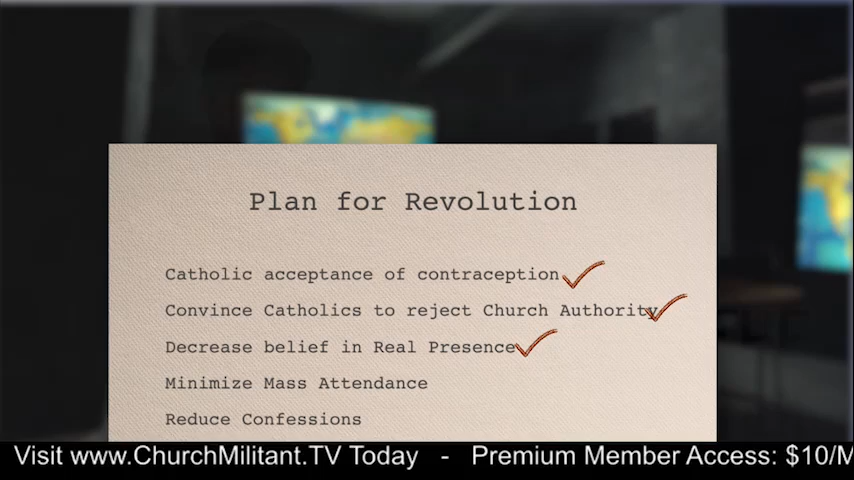 Plan for Revolution
Catholic acceptance of contraception
Convince Catholics to reject Church Authority
Decrease belief in Real Presence
Minimize Mass Attendance
Reduce Confessions
Visit www.ChurchMilitant.TV Today - Premium Member Access: $10/M